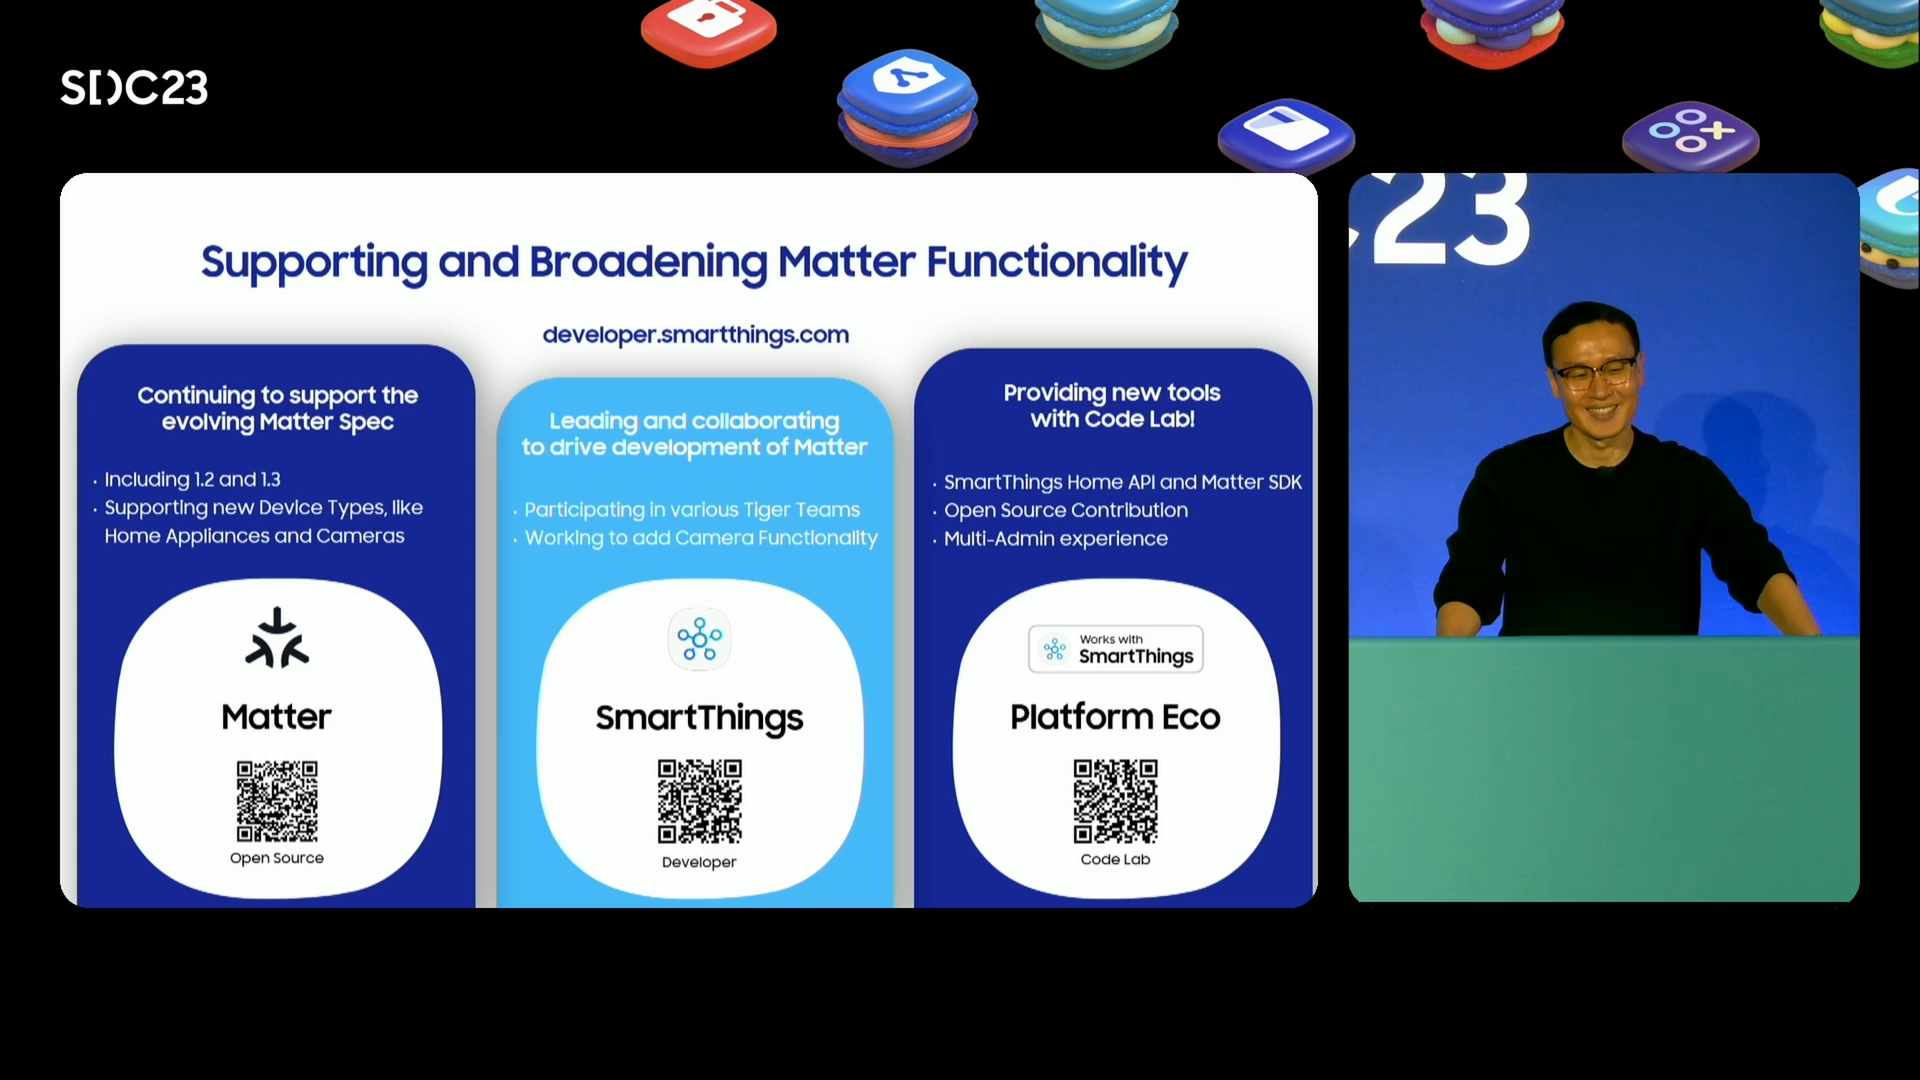 SDC23
Supporting and Broadening Matter Functionality
developer.smartthings.com
Continuing to support the
evolving Matter Spec
· Including 1.2 and 1.3
· Supporting new Device Types, like
Home Appliances and Cameras
Matter
Open Source
Leading and collaborating
to drive development of Matter
· Participating in various Tiger Teams
· Working to add Camera Functionality
SmartThings
Developer
Providing new tools
with Code Lab!
· SmartThings Home API and Matter SDK
· Open Source Contribution
· Multi-Admin experience
Works with
SmartThings
Platform Eco
Code Lab
C23